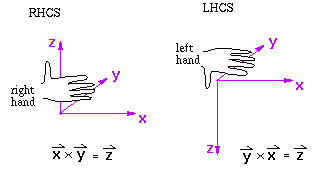 RHCS
z
y
right
hand
x
x × y = z
LHCS
left
hand
y
x
z
y × x = z